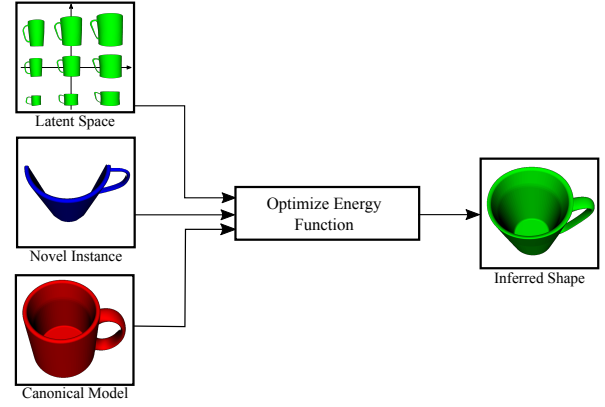 Latent Space
Novel Instance
Canonical Model
Optimize Energy
Function
Inferred Shape